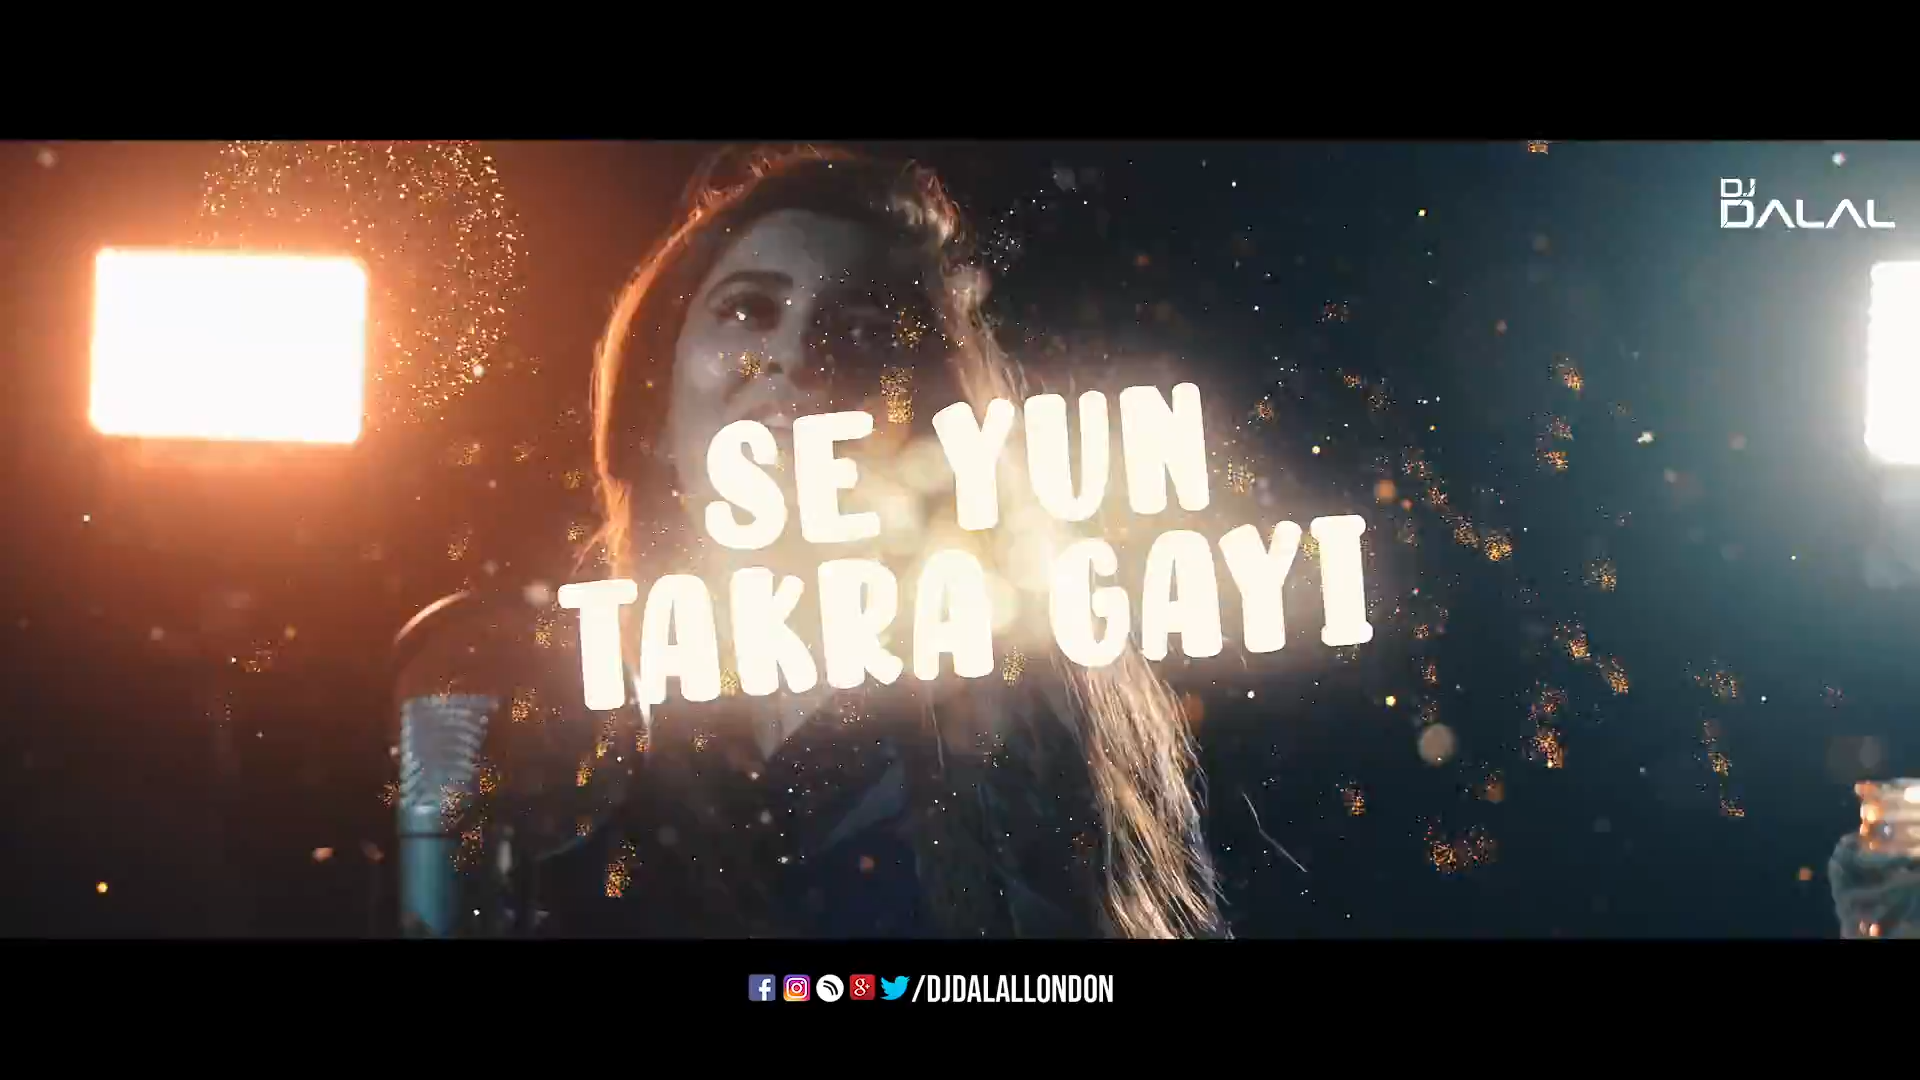 DJ
DALAL
SE YUN
TAKRA GAYI
/DJDALALLONDON